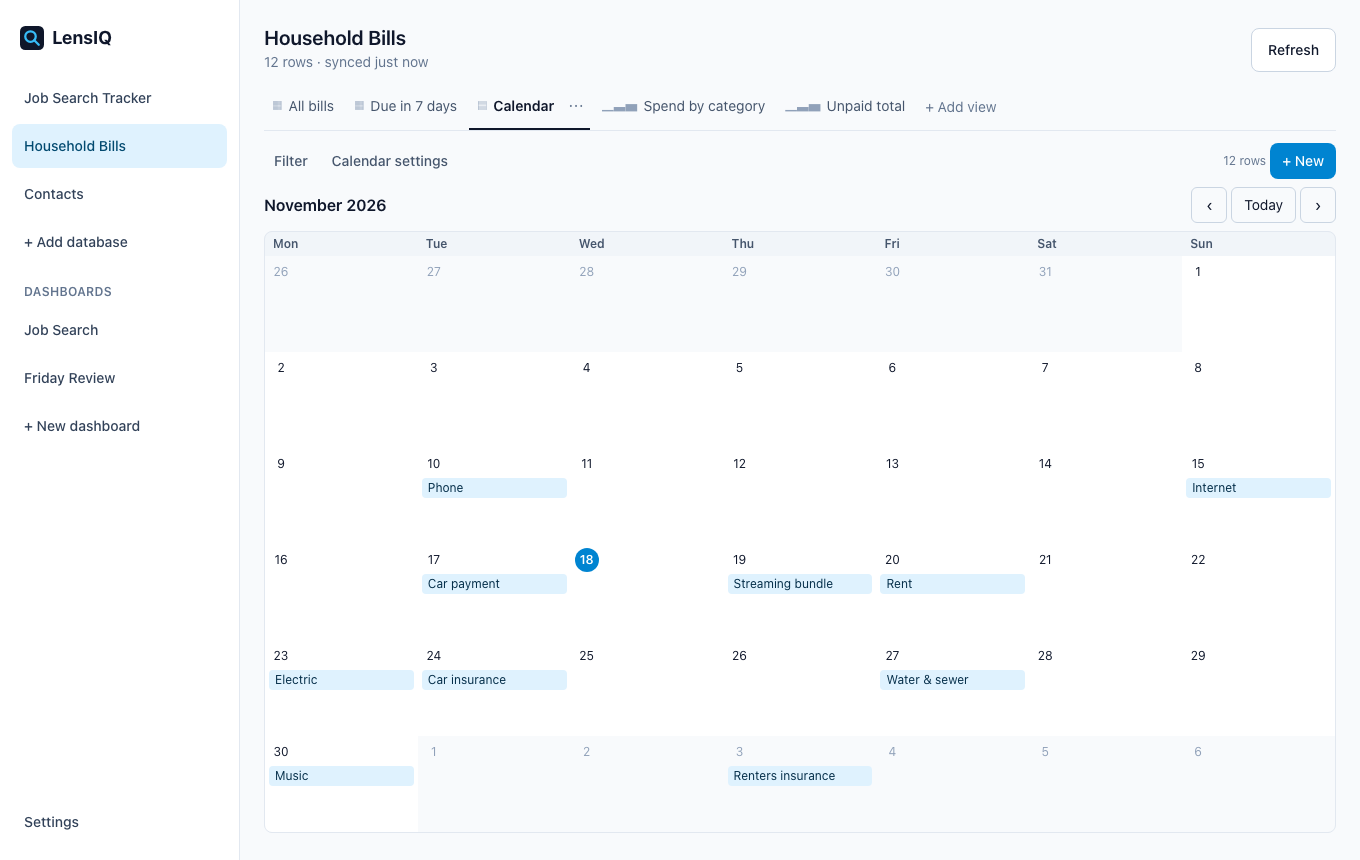 LensIQ
Job Search Tracker
Household Bills
Contacts
+ Add database
DASHBOARDS
Job Search
Friday Review
+ New dashboard
Settings
Household Bills
12 rows · synced just now
Refresh
All bills
Due in 7 days
Calendar
···
Spend by category
Unpaid total
+ Add view
Filter
Calendar settings
12 rows
+ New
November 2026
‹
Today
›
Mon Tue Wed Thu Fri Sat Sun
26 27 28 29 30 31 1
2 3 4 5 6 7 8
9 10 11 12 13 14 15
Phone Internet
16 17 18 19 20 21 22
Car payment Streaming bundle Rent
23 24 25 26 27 28 29
Electric Car insurance Water & sewer
30 1 2 3 4 5 6
Music Renters insurance